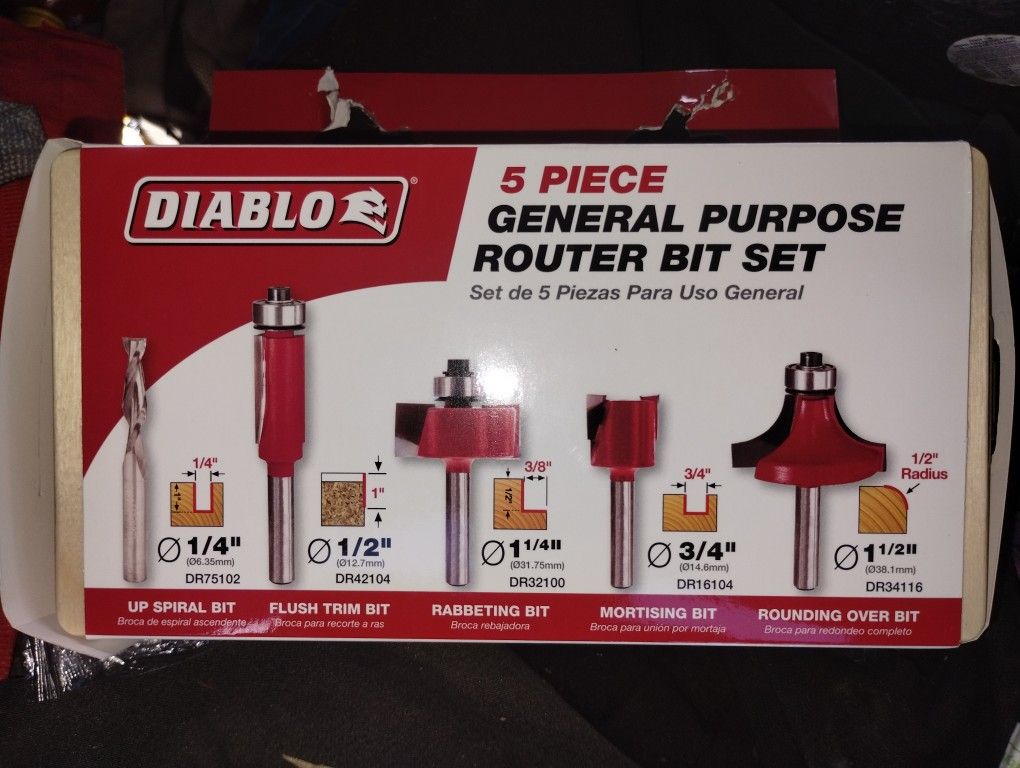 DIABLO
5 PIECE
GENERAL PURPOSE
ROUTER BIT SET
Set de 5 Piezas Para Uso General
1/4"
1"
Ø 1/4"
(Ø6.35mm)
DR75102
UP SPIRAL BIT
Broca de espiral ascendente
1"
Ø 1/2"
(Ø12.7mm)
DR42104
FLUSH TRIM BIT
Broca para recorte a ras
3/8"
1/2"
Ø 1 1/4"
(Ø31.75mm)
DR32100
RABBETING BIT
Broca rebajadora
3/4"
Ø 3/4"
(Ø14.6mm)
DR16104
MORTISING BIT
Broca para unión por mortaja
1/2"
Radius
Ø 1 1/2"
(Ø38.1mm)
DR34116
ROUNDING OVER BIT
Broca para redondeo completo